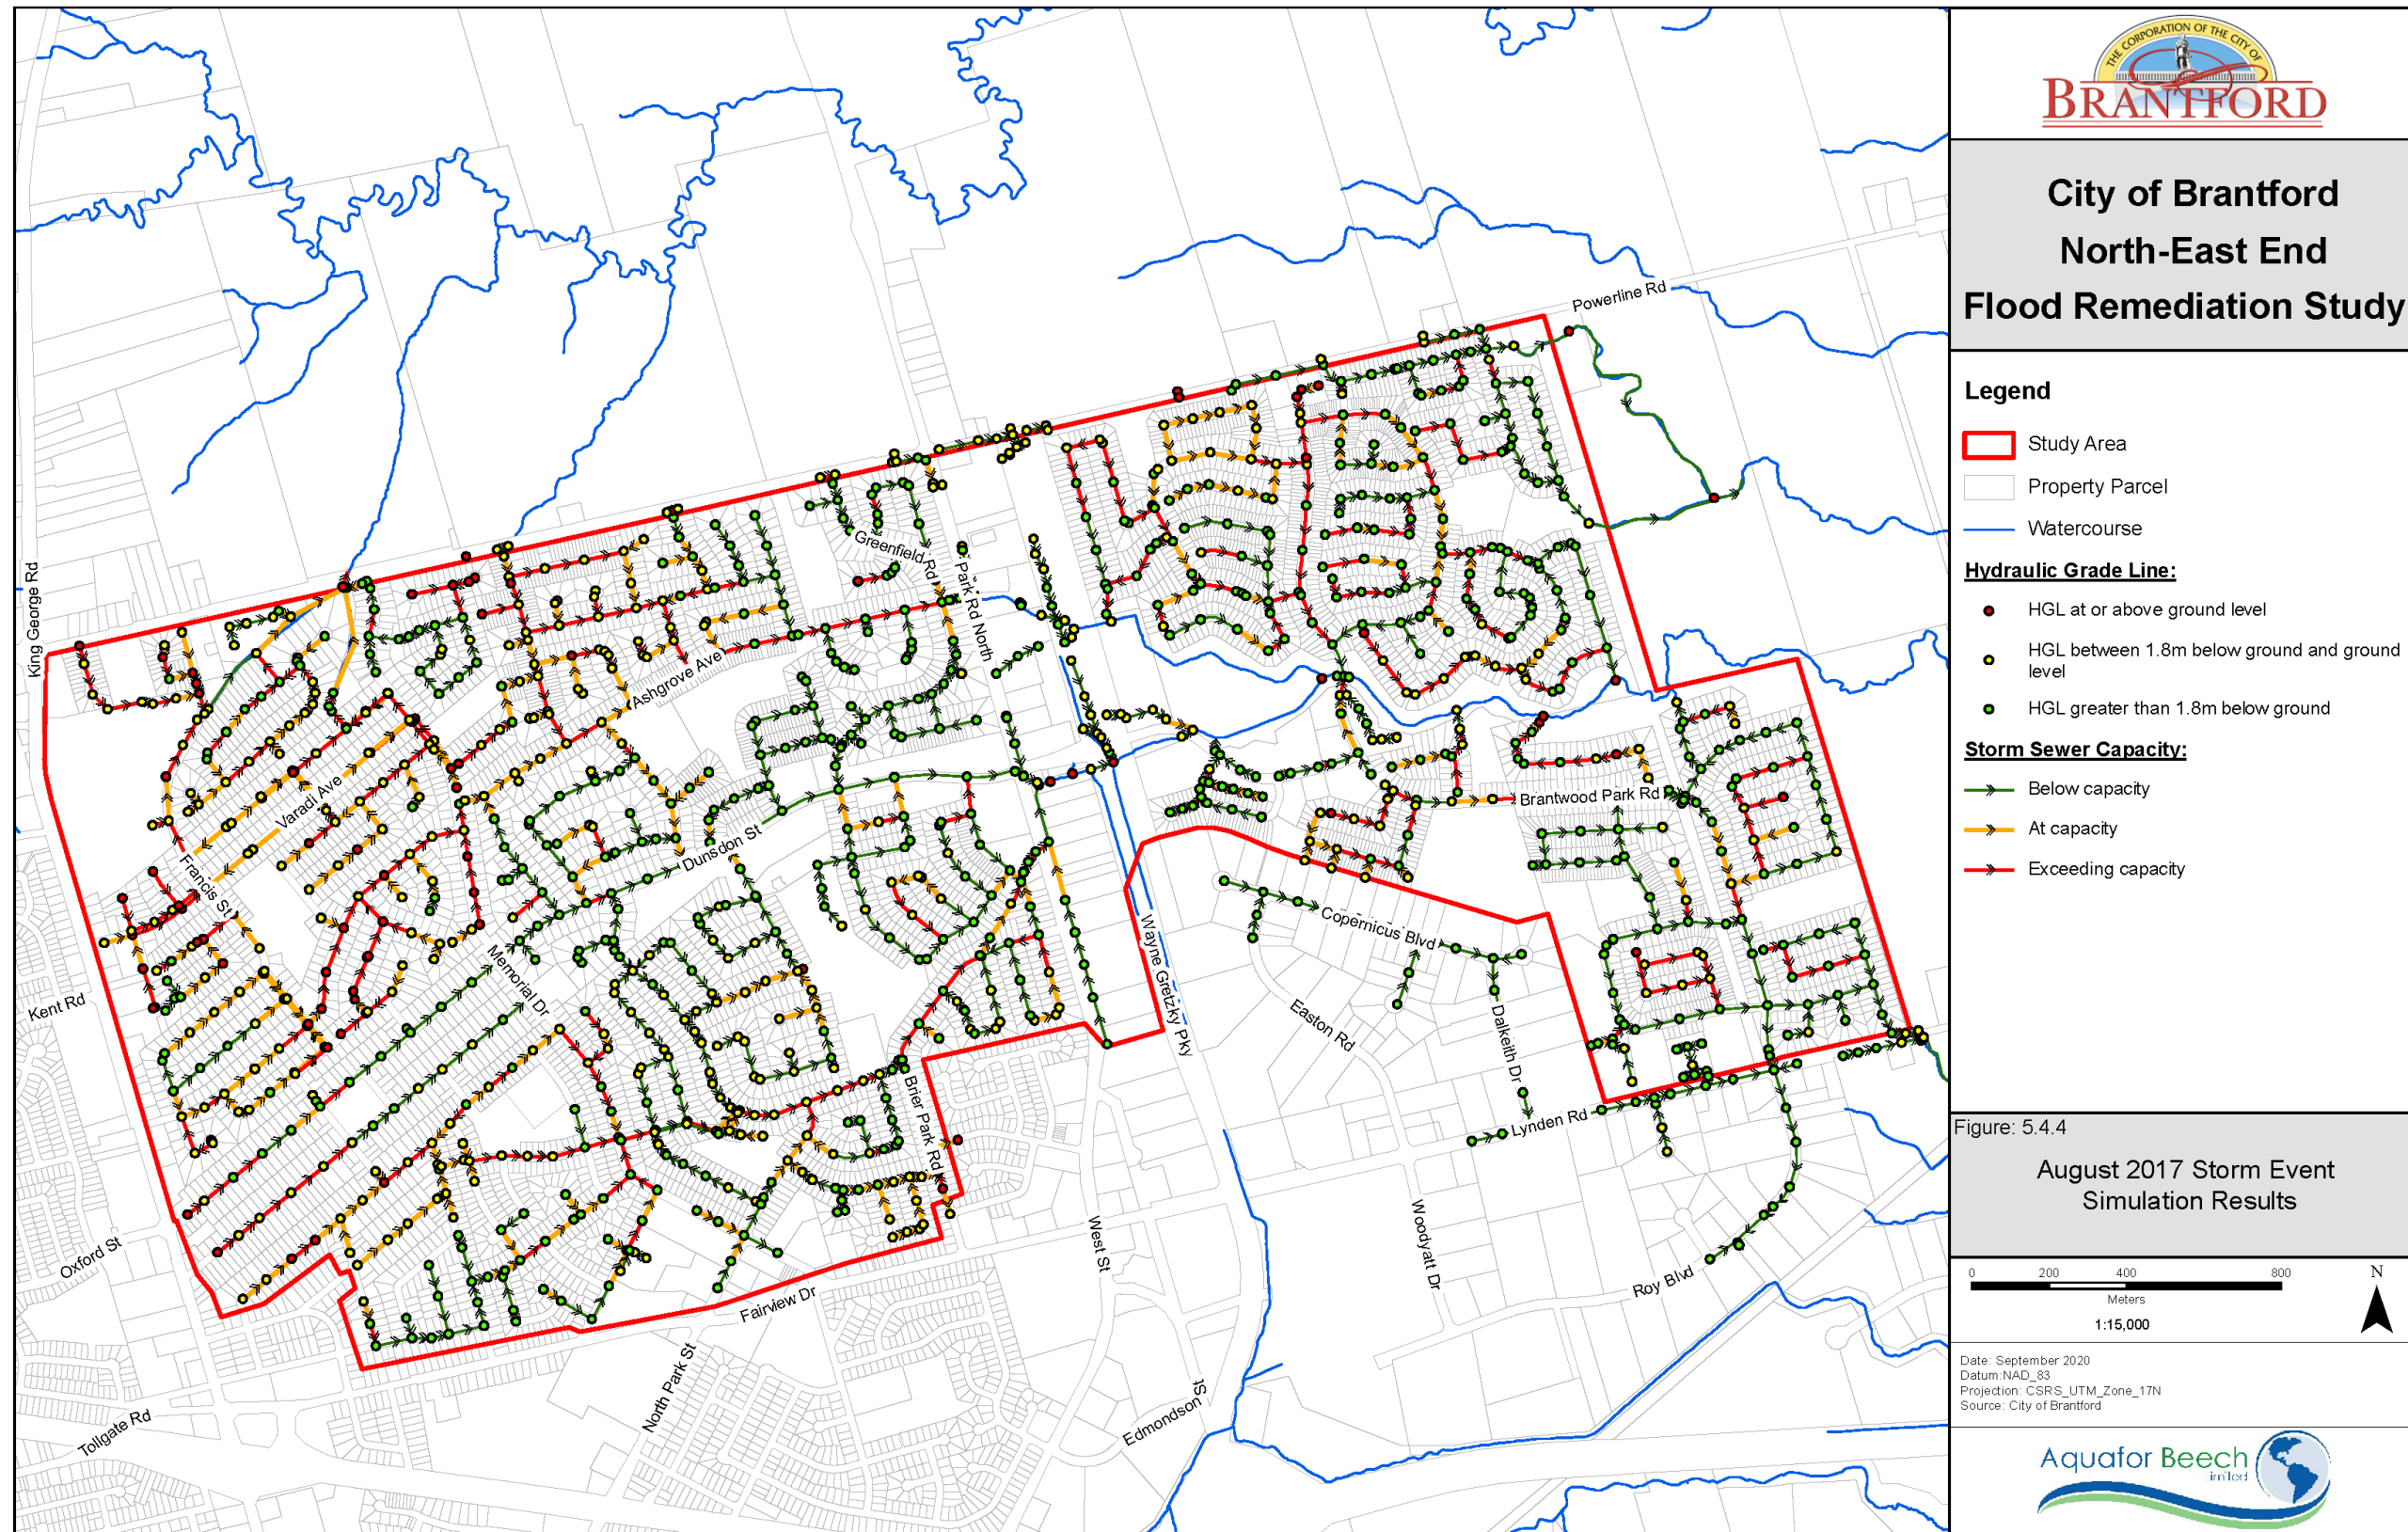 THE CORPORATION OF THE CITY OF
BRANTFORD
City of Brantford
North-East End
Flood Remediation Study
Legend
Study Area
Property Parcel
Watercourse
Hydraulic Grade Line:
HGL at or above ground level
HGL between 1.8m below ground and ground
level
HGL greater than 1.8m below ground
Storm Sewer Capacity:
Below capacity
At capacity
Exceeding capacity
Figure: 5.4.4
August 2017 Storm Event
Simulation Results
0 200 400 800
Meters
1:15,000
N
Date: September 2020
Datum:NAD_83
Projection: CSRS_UTM_Zone_17N
Source: City of Brantford
Aquafor Beech
Limited
Powerline Rd
King George Rd
Greenfield Rd
Park Rd North
Ashgrove Ave
Varadi Ave
Francis St
Dunsdon St
Brantwood Park Rd
Memorial Dr
Wayne Gretzky Pky
Copernicus Blvd
Kent Rd
Easton Rd
Dalkeith Dr
Brier Park Rd
Lynden Rd
Oxford St
West St
Woodyatt Dr
Roy Blvd
Fairview Dr
North Park St
Tollgate Rd
Edmondson St